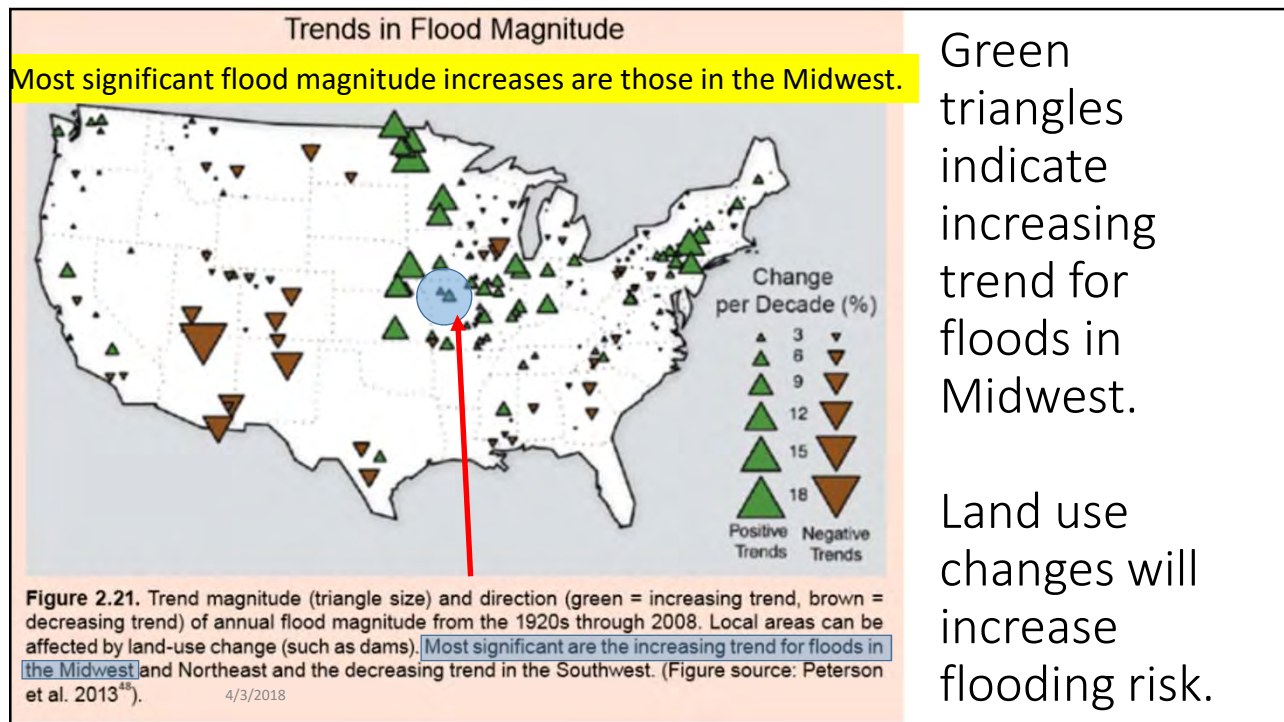 Trends in Flood Magnitude
Most significant flood magnitude increases are those in the Midwest.
Change
per Decade (%)
3
6
9
12
15
18
Positive Negative
Trends Trends
Figure 2.21. Trend magnitude (triangle size) and direction (green = increasing trend, brown =
decreasing trend) of annual flood magnitude from the 1920s through 2008. Local areas can be
affected by land-use change (such as dams). Most significant are the increasing trend for floods in
the Midwest and Northeast and the decreasing trend in the Southwest. (Figure source: Peterson
et al. 2013⁴⁸).
4/3/2018
Green
triangles
indicate
increasing
trend for
floods in
Midwest.
Land use
changes will
increase
flooding risk.